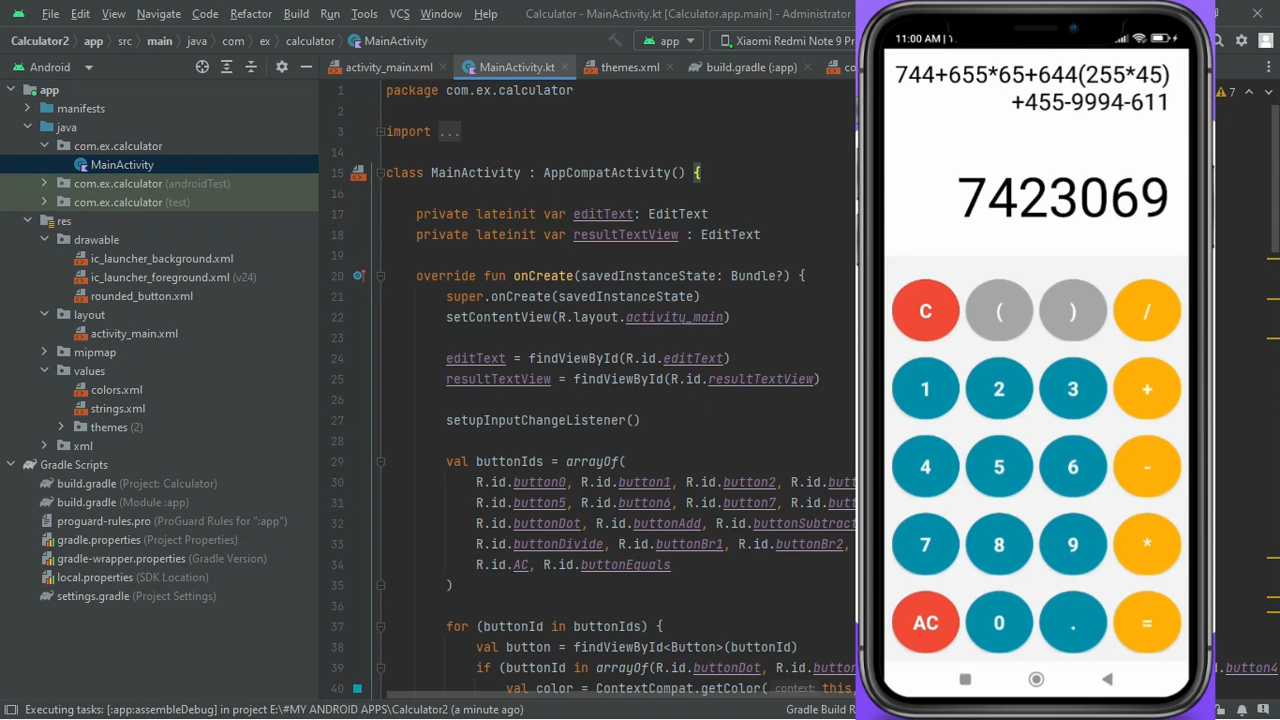 File Edit View Navigate Code Refactor Build Run Tools VCS Window Help Calculator - MainActivity.kt [Calculator.app.main] - Administrator
Calculator2 app src main java com ex calculator MainActivity app Xiaomi Redmi Note 9 Pro
Android
activity_main.xml MainActivity.kt themes.xml build.gradle (:app) co
app
manifests
java
com.ex.calculator
MainActivity
com.ex.calculator (androidTest)
com.ex.calculator (test)
res
drawable
ic_launcher_background.xml
ic_launcher_foreground.xml (v24)
rounded_button.xml
layout
activity_main.xml
mipmap
values
colors.xml
strings.xml
themes (2)
xml
Gradle Scripts
build.gradle (Project: Calculator)
build.gradle (Module :app)
proguard-rules.pro (ProGuard Rules for ":app")
gradle.properties (Project Properties)
gradle-wrapper.properties (Gradle Version)
local.properties (SDK Location)
settings.gradle (Project Settings)
1 package com.ex.calculator
2
3 import ...
14
15 class MainActivity : AppCompatActivity() {
16
17 private lateinit var editText: EditText
18 private lateinit var resultTextView : EditText
19
20 override fun onCreate(savedInstanceState: Bundle?) {
21 super.onCreate(savedInstanceState)
22 setContentView(R.layout.activity_main)
23
24 editText = findViewById(R.id.editText)
25 resultTextView = findViewById(R.id.resultTextView)
26
27 setupInputChangeListener()
28
29 val buttonIds = arrayOf(
30 R.id.button0, R.id.button1, R.id.button2, R.id.b
31 R.id.button5, R.id.button6, R.id.button7, R.id.b
32 R.id.buttonDot, R.id.buttonAdd, R.id.buttonSubtract
33 R.id.buttonDivide, R.id.buttonBr1, R.id.buttonBr2,
34 R.id.AC, R.id.buttonEquals
35 )
36
37 for (buttonId in buttonIds) {
38 val button = findViewById<Button>(buttonId)
39 if (buttonId in arrayOf(R.id.buttonDot, R.id.butto
40 val color = ContextCompat.getColor( context: this
7
d.button4
Executing tasks: [:app:assembleDebug] in project E:\#MY ANDROID APPS\Calculator2 (a minute ago) Gradle Build R
11:00 AM |
744+655*65+644(255*45)
+455-9994-611
7423069
C ( ) /
1 2 3 +
4 5 6 -
7 8 9 *
AC 0 . =